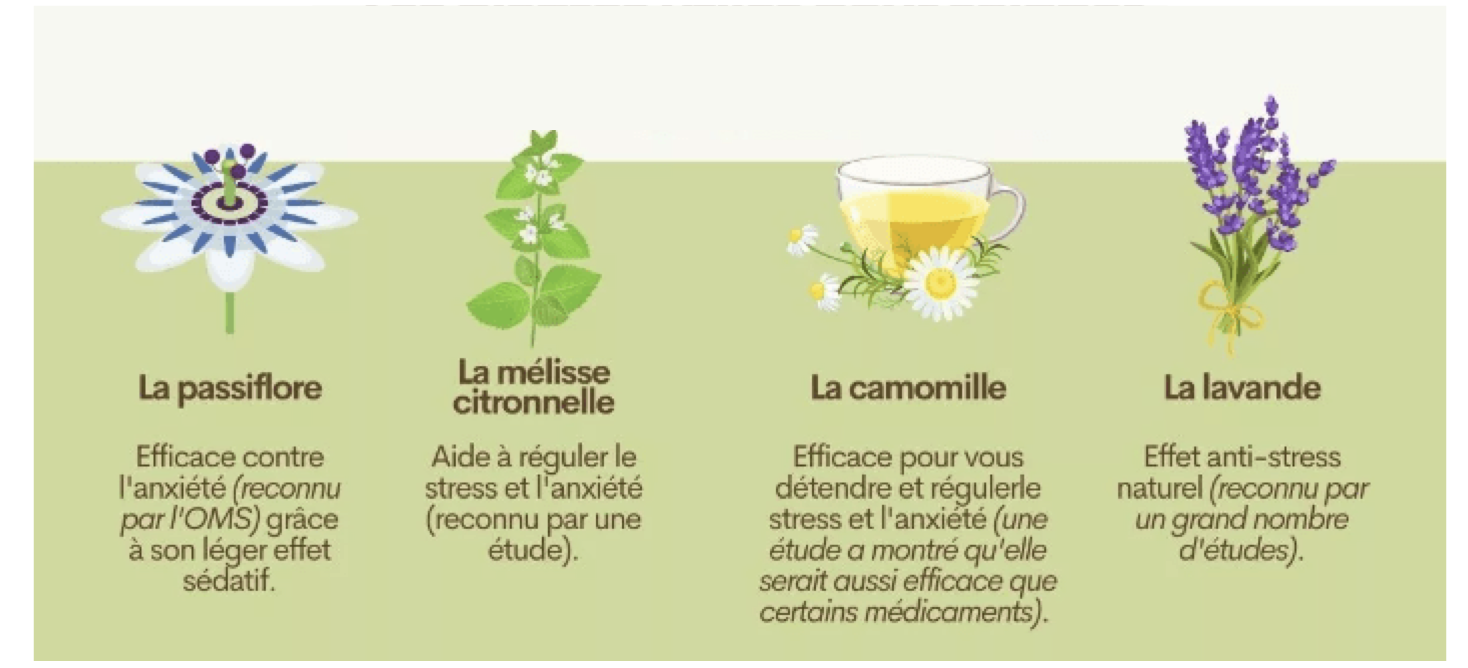 La passiflore
Efficace contre
l'anxiété (reconnu
par l'OMS) grâce
à son léger effet
sédatif.
La mélisse
citronnelle
Aide à réguler le
stress et l'anxiété
(reconnu par une
étude).
La camomille
Efficace pour vous
détendre et régulerle
stress et l'anxiété (une
étude a montré qu'elle
serait aussi efficace que
certains médicaments).
La lavande
Effet anti-stress
naturel (reconnu par
un grand nombre
d'études).